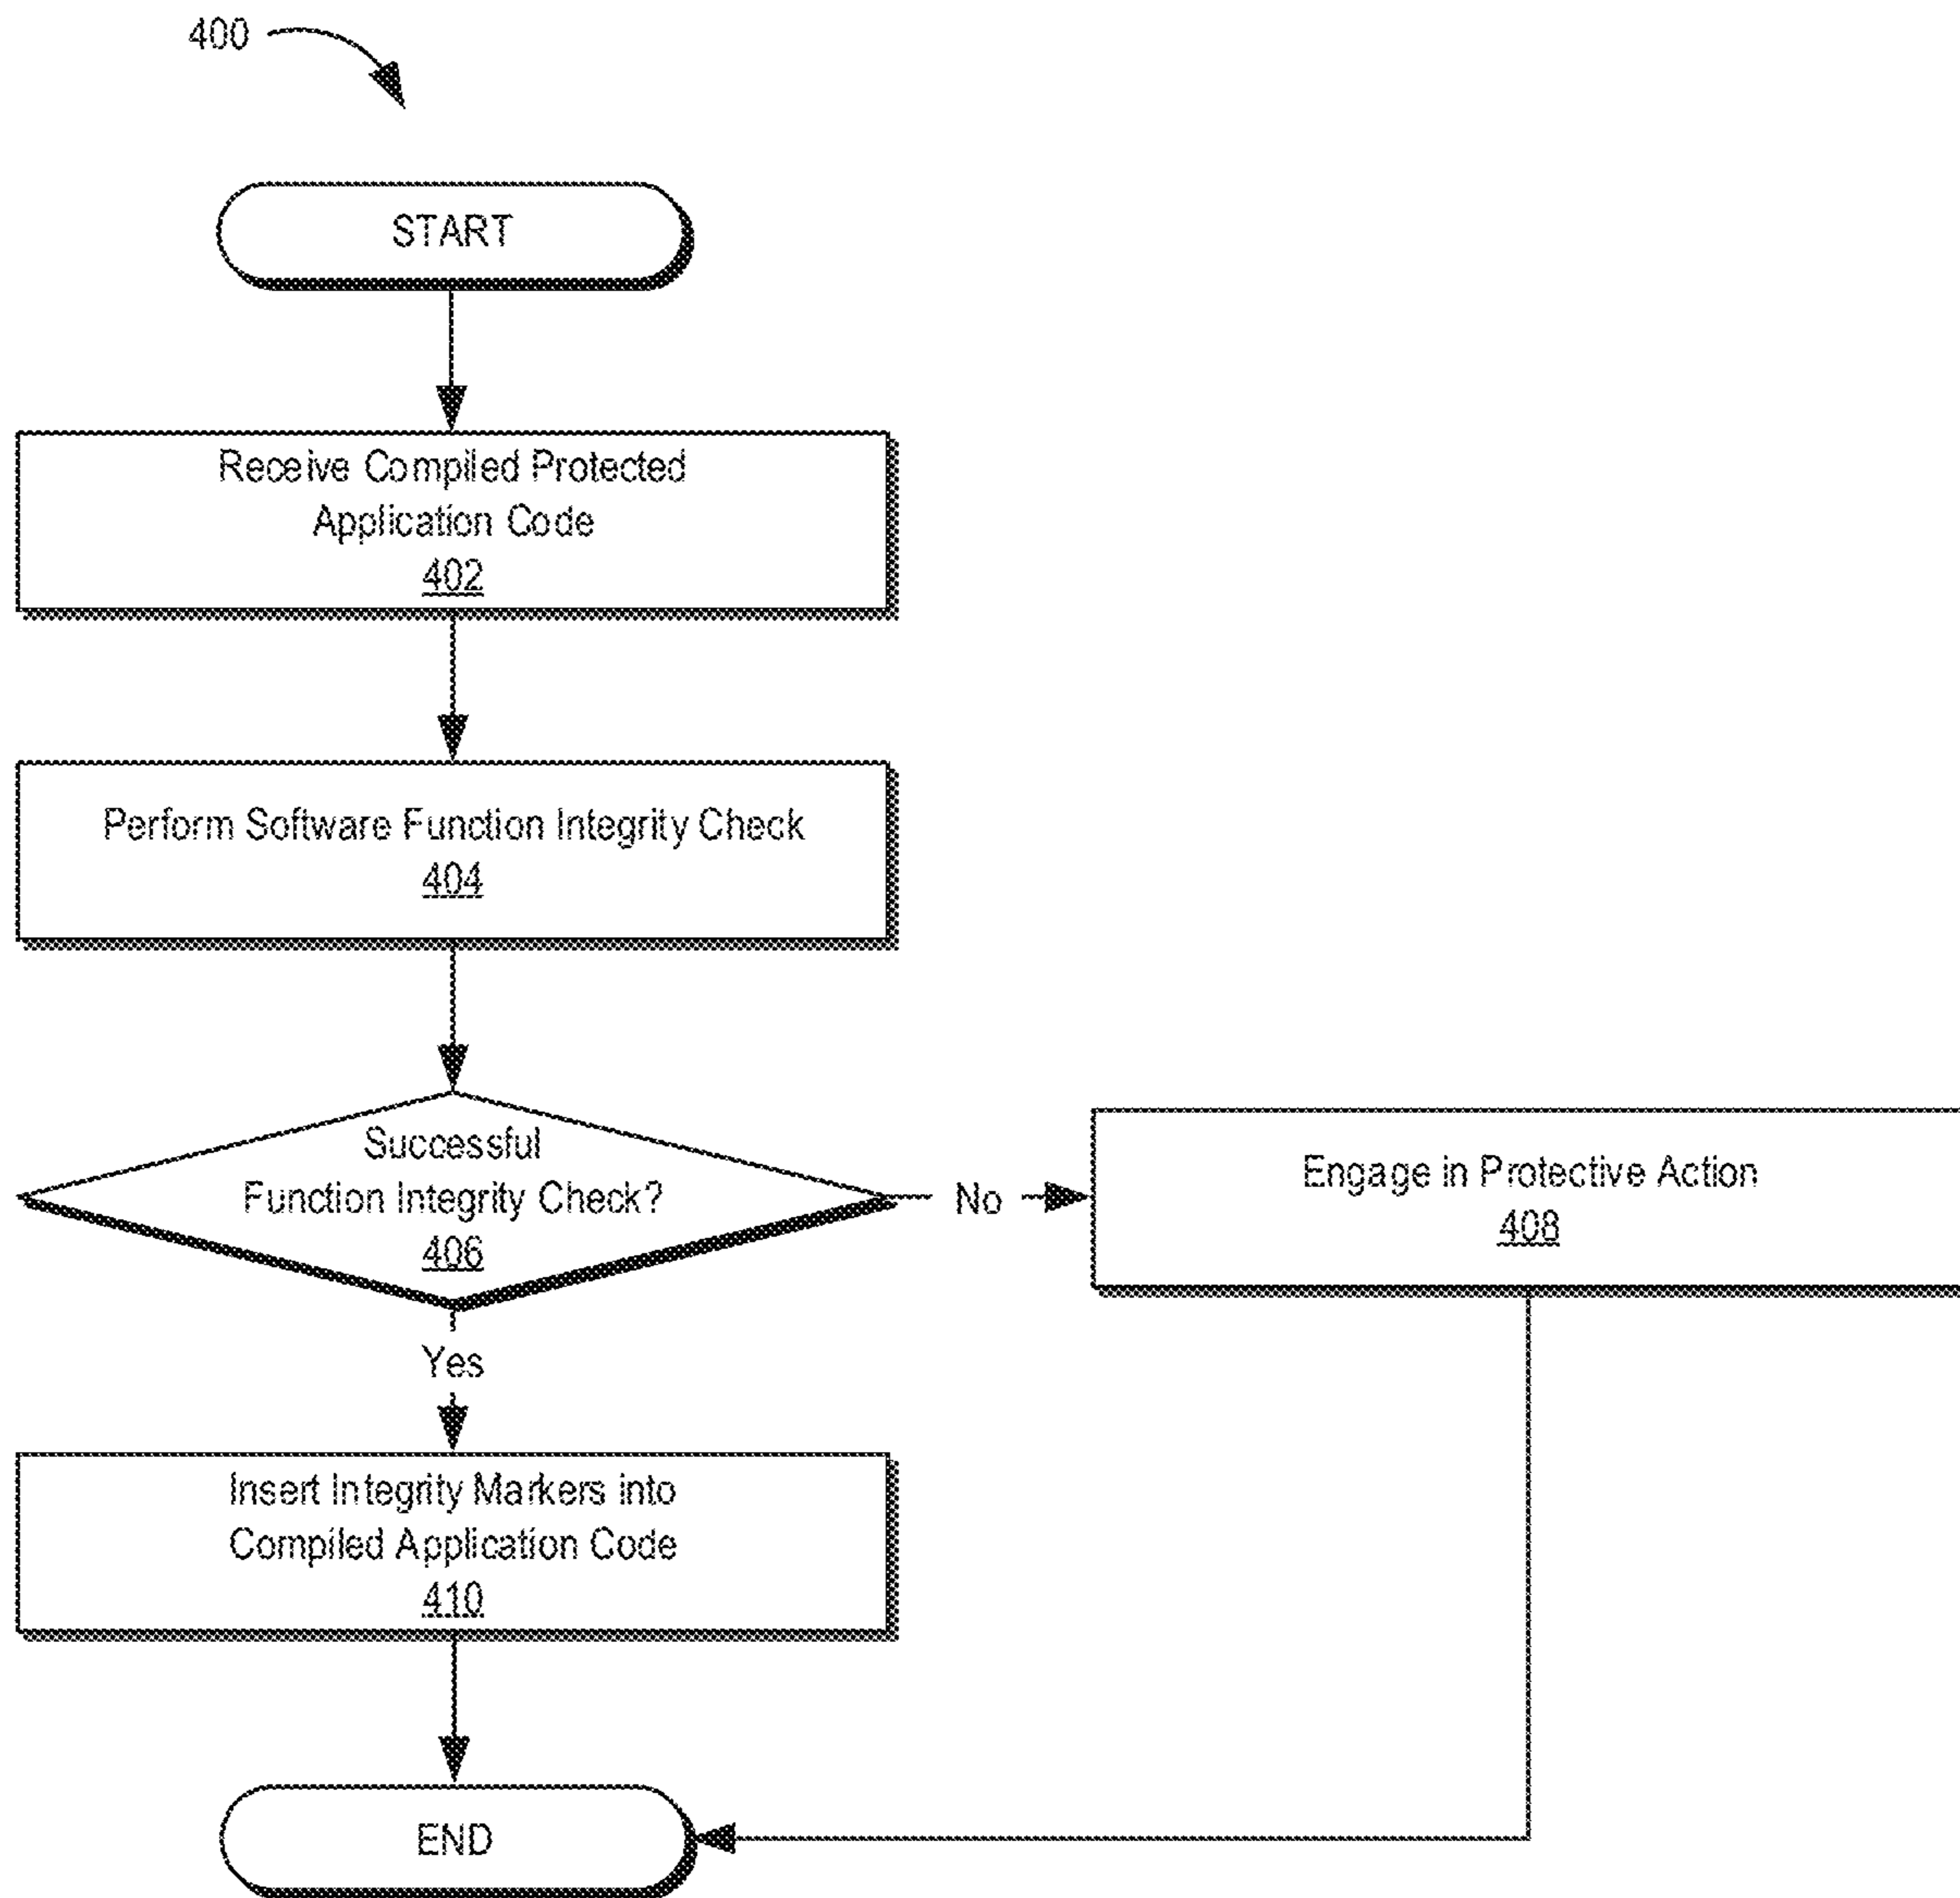 400
START
Receive Compiled Protected
Application Code
402
Perform Software Function Integrity Check
404
Successful
Function Integrity Check?
406
No
Engage in Protective Action
408
Yes
Insert Integrity Markers into
Compiled Application Code
410
END